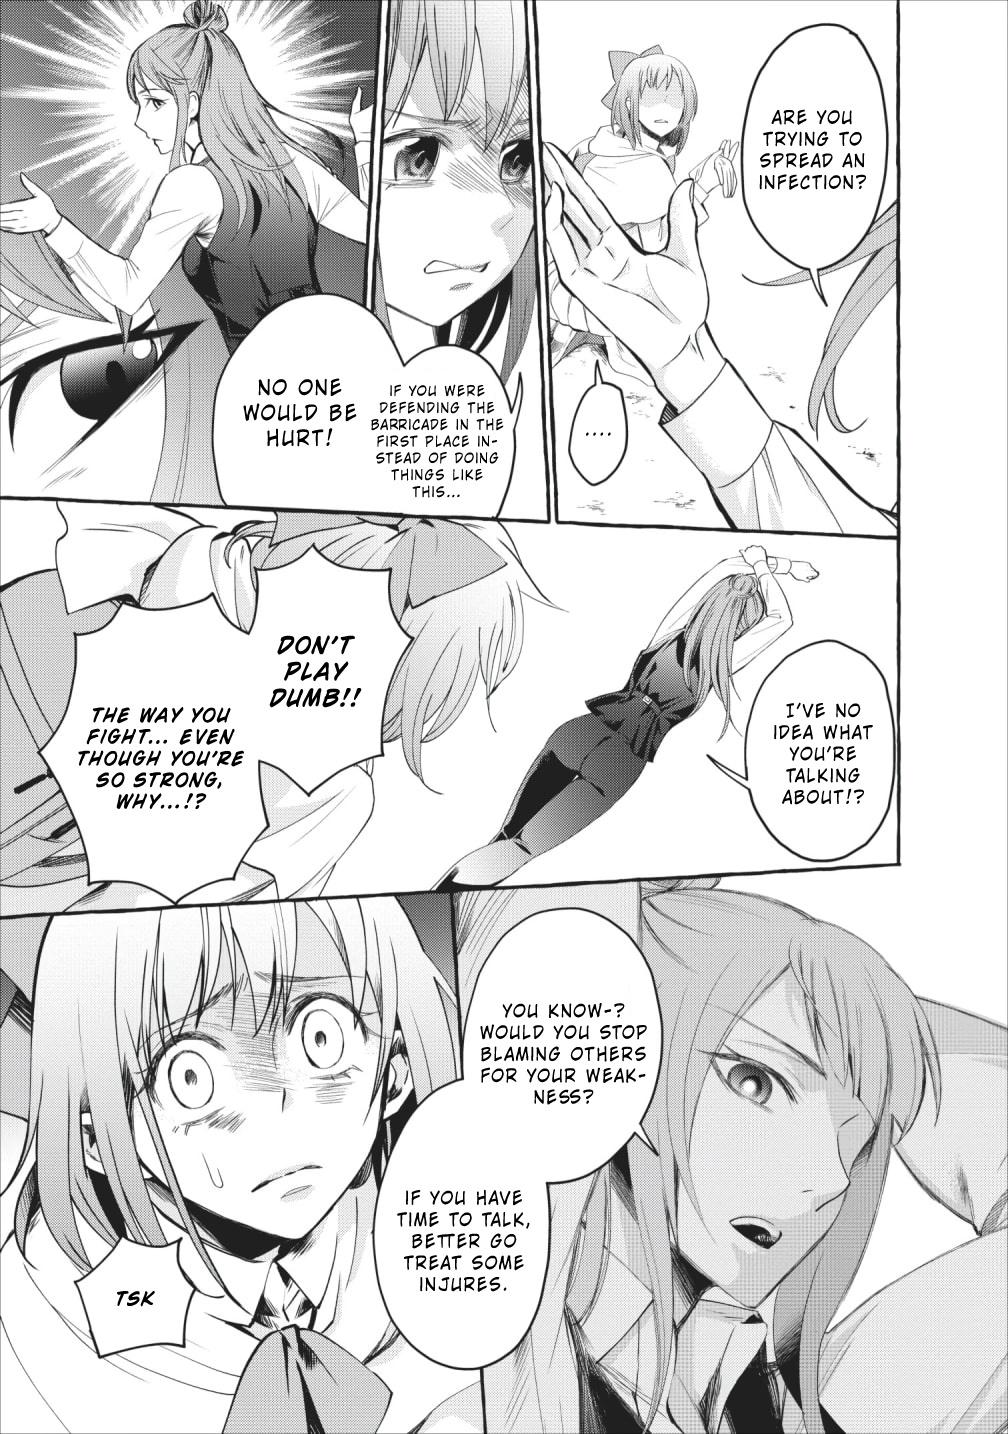 ARE YOU
TRYING TO
SPREAD AN
INFECTION?
....
IF YOU WERE
DEFENDING THE
BARRICADE IN THE
FIRST PLACE IN-
STEAD OF DOING
THINGS LIKE
THIS...
NO ONE
WOULD BE
HURT!
I'VE NO
IDEA WHAT
YOU'RE
TALKING
ABOUT!?
DON'T
PLAY
DUMB!!
THE WAY YOU
FIGHT... EVEN
THOUGH YOU'RE
SO STRONG,
WHY...!?
YOU KNOW-?
WOULD YOU STOP
BLAMING OTHERS
FOR YOUR WEAK-
NESS?
IF YOU HAVE
TIME TO TALK,
BETTER GO
TREAT SOME
INJURES.
TSK